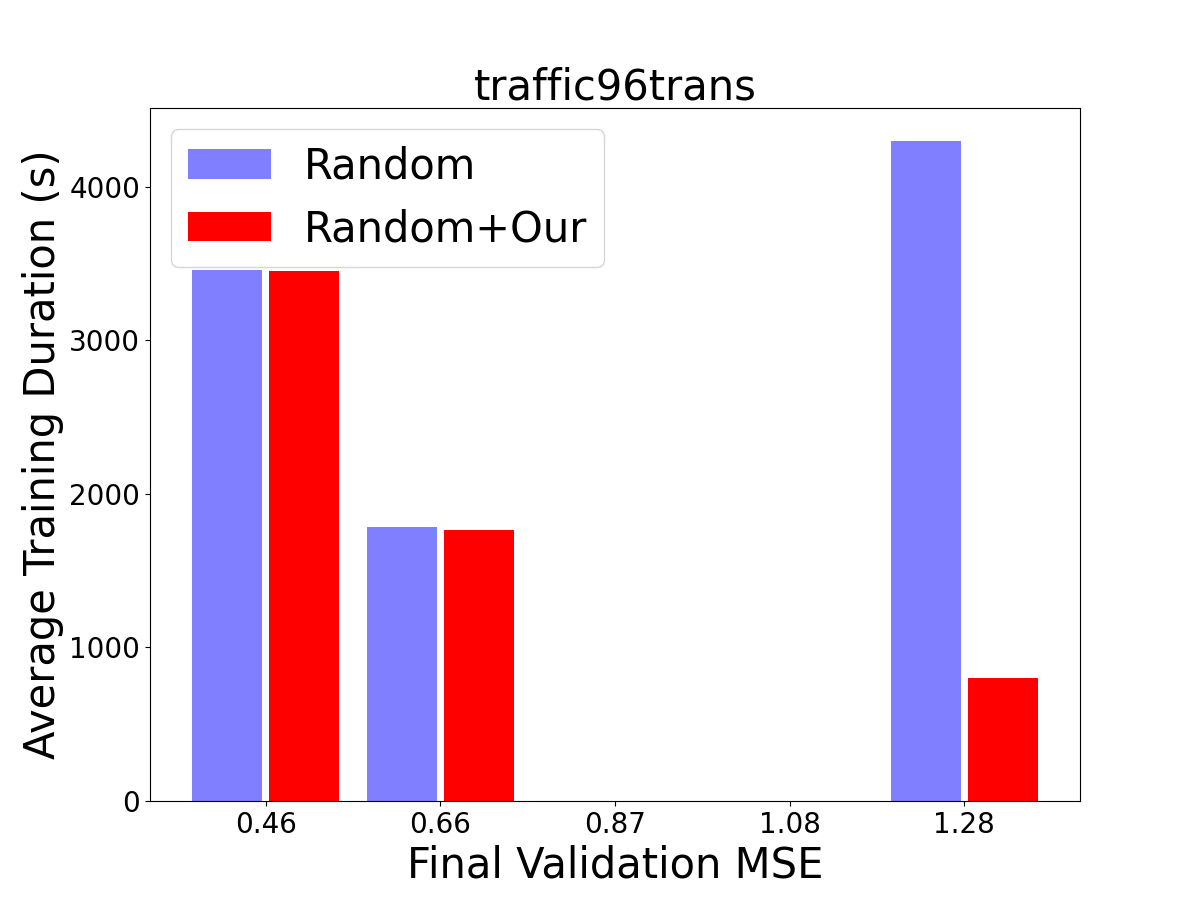 traffic96trans
Random
Random+Our
Average Training Duration (s)
4000
3000
2000
1000
0
0.46 0.66 0.87 1.08 1.28
Final Validation MSE